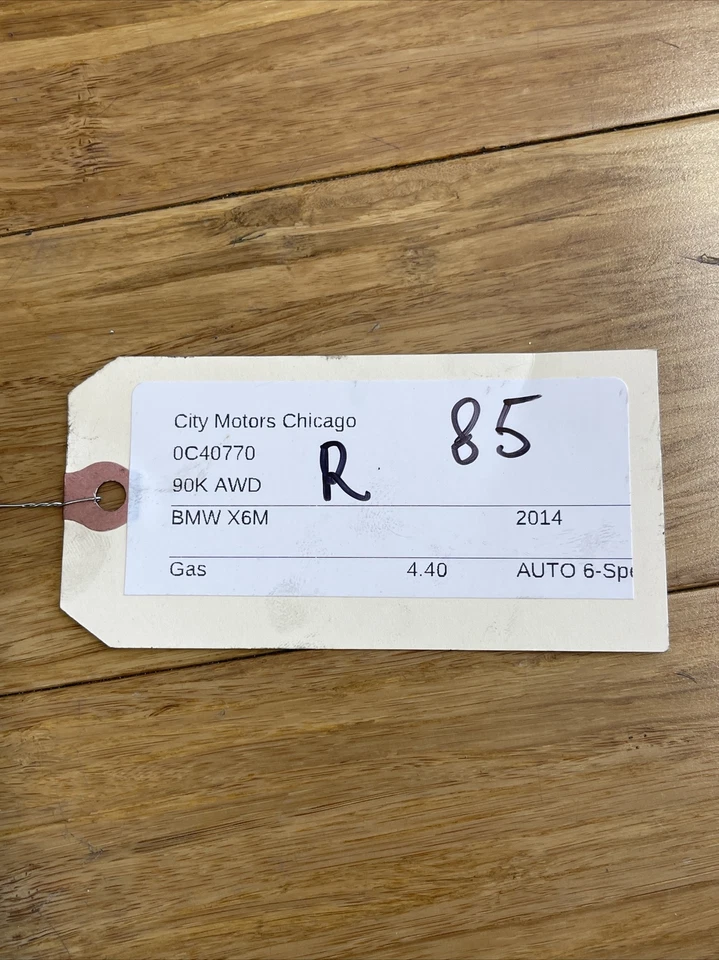 City Motors Chicago
85
0C40770
R
90K AWD
BMW X6M 2014
Gas 4.40 AUTO 6-Spe